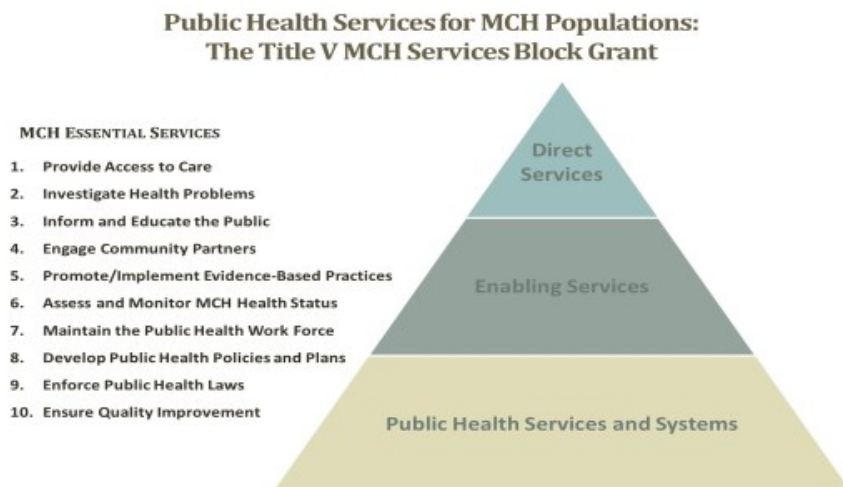 Public Health Services for MCH Populations:
The Title V MCH Services Block Grant
MCH ESSENTIAL SERVICES
1. Provide Access to Care
2. Investigate Health Problems
3. Inform and Educate the Public
4. Engage Community Partners
5. Promote/Implement Evidence-Based Practices
6. Assess and Monitor MCH Health Status
7. Maintain the Public Health Work Force
8. Develop Public Health Policies and Plans
9. Enforce Public Health Laws
10. Ensure Quality Improvement
Direct
Services
Enabling Services
Public Health Services and Systems